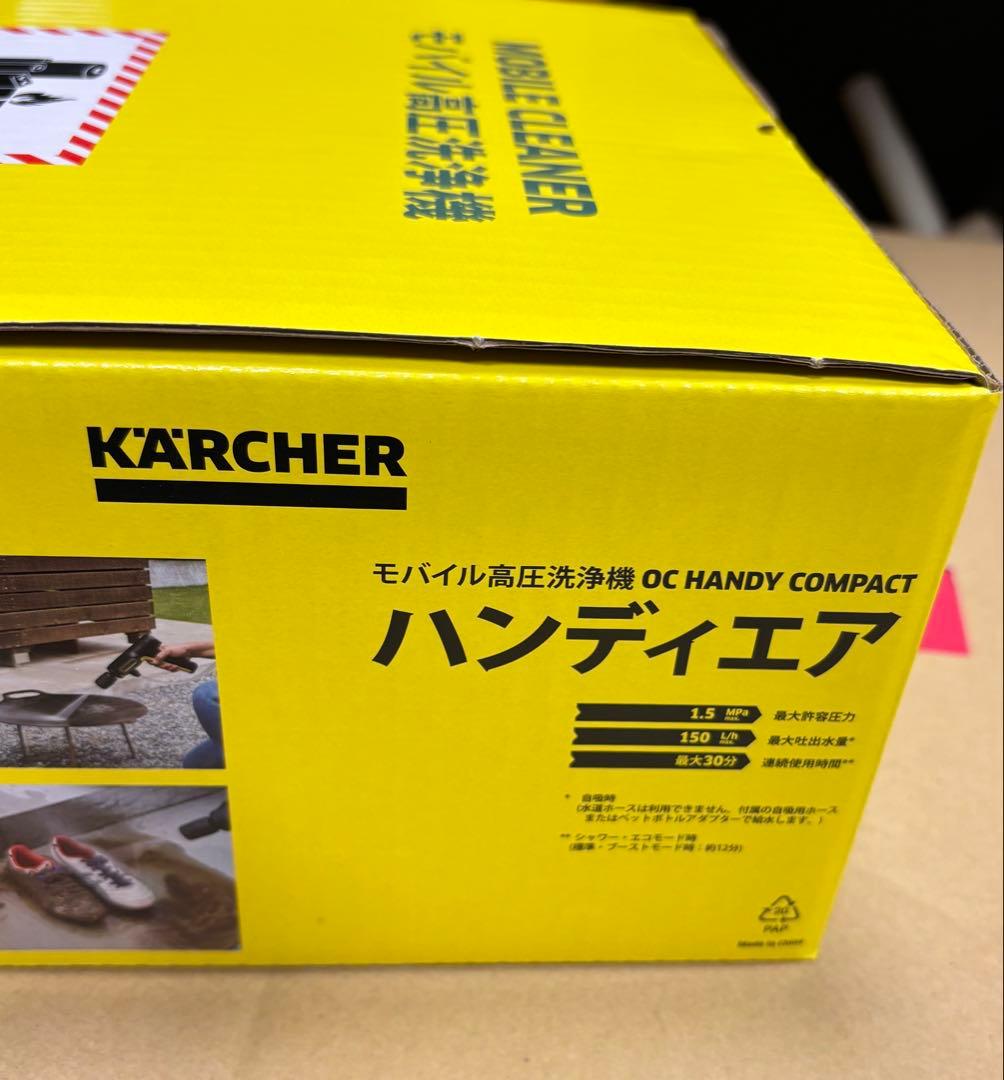 MOBILE CLEANER
モバイル高圧洗浄機
KÄRCHER
モバイル高圧洗浄機 OC HANDY COMPACT
ハンディエア
1.5 MPa max. 最大許容圧力
150 L/h max. 最大吐出水量*
最大30分 連続使用時間**
* 自吸時
(水道ホースは利用できません。付属の自吸用ホース
またはペットボトルアダプターで給水します。)
** シャワー・エコモード時
(標準・ブーストモード時：約12分)
20
PAP
Made in China